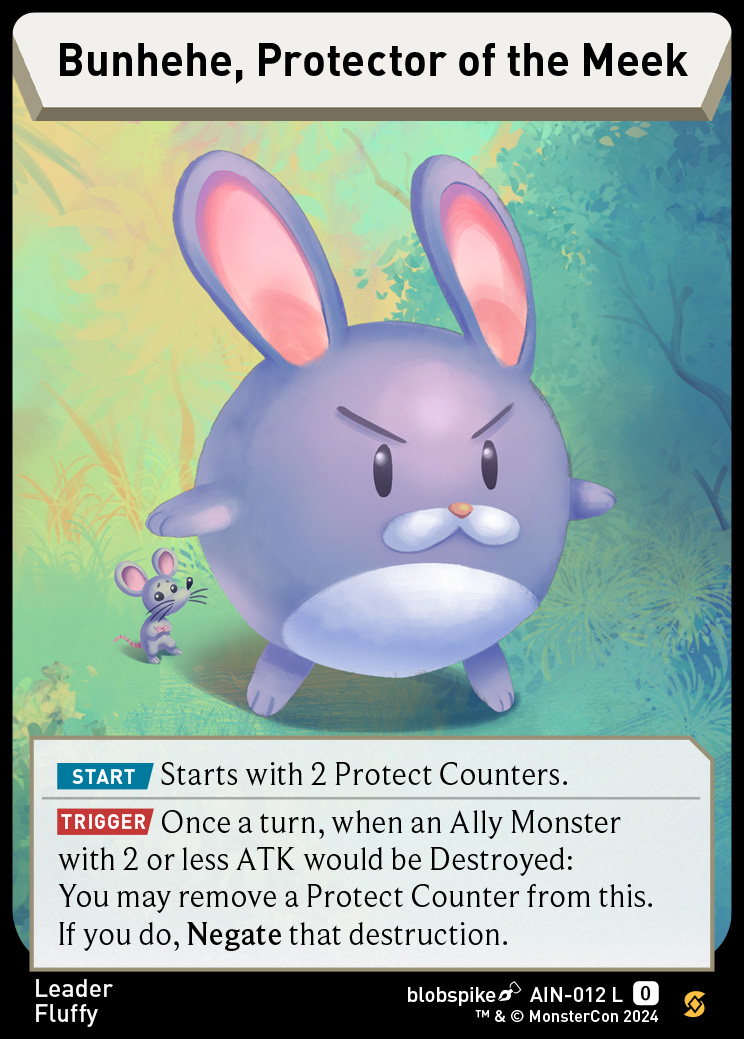 Bunhehe, Protector of the Meek
START Starts with 2 Protect Counters.
TRIGGER Once a turn, when an Ally Monster
with 2 or less ATK would be Destroyed:
You may remove a Protect Counter from this.
If you do, Negate that destruction.
Leader
Fluffy
blobspike AIN-012 L 0
™ & © MonsterCon 2024